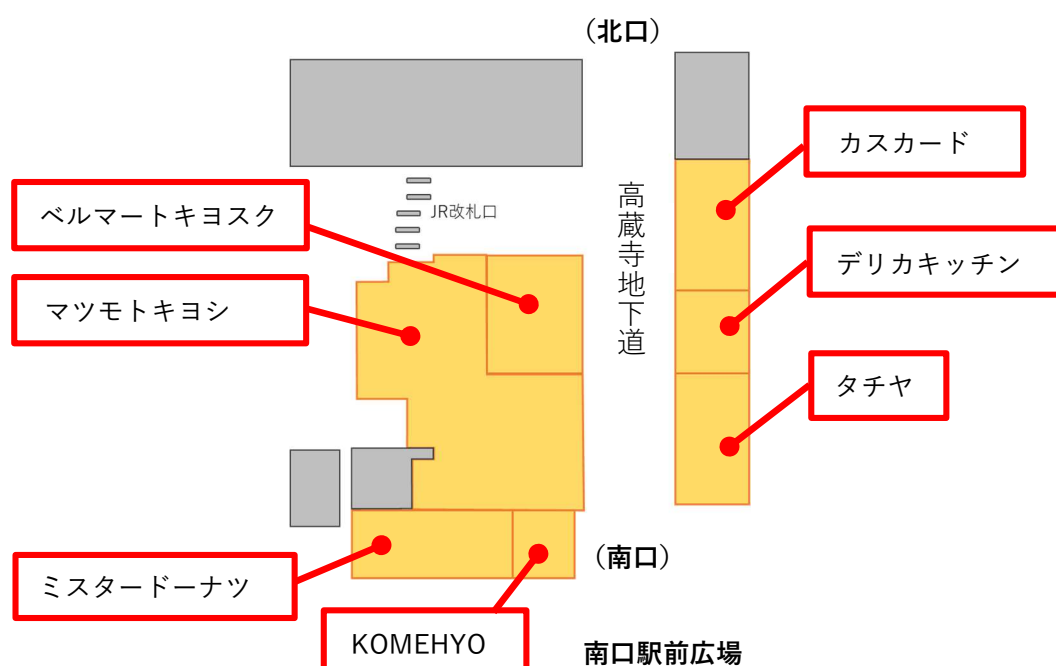 （北口）
カスカード
ベルマートキヨスク
JR改札口
高蔵寺地下道
デリカキッチン
マツモトキヨシ
タチヤ
（南口）
ミスタードーナツ
KOMEHYO
南口駅前広場